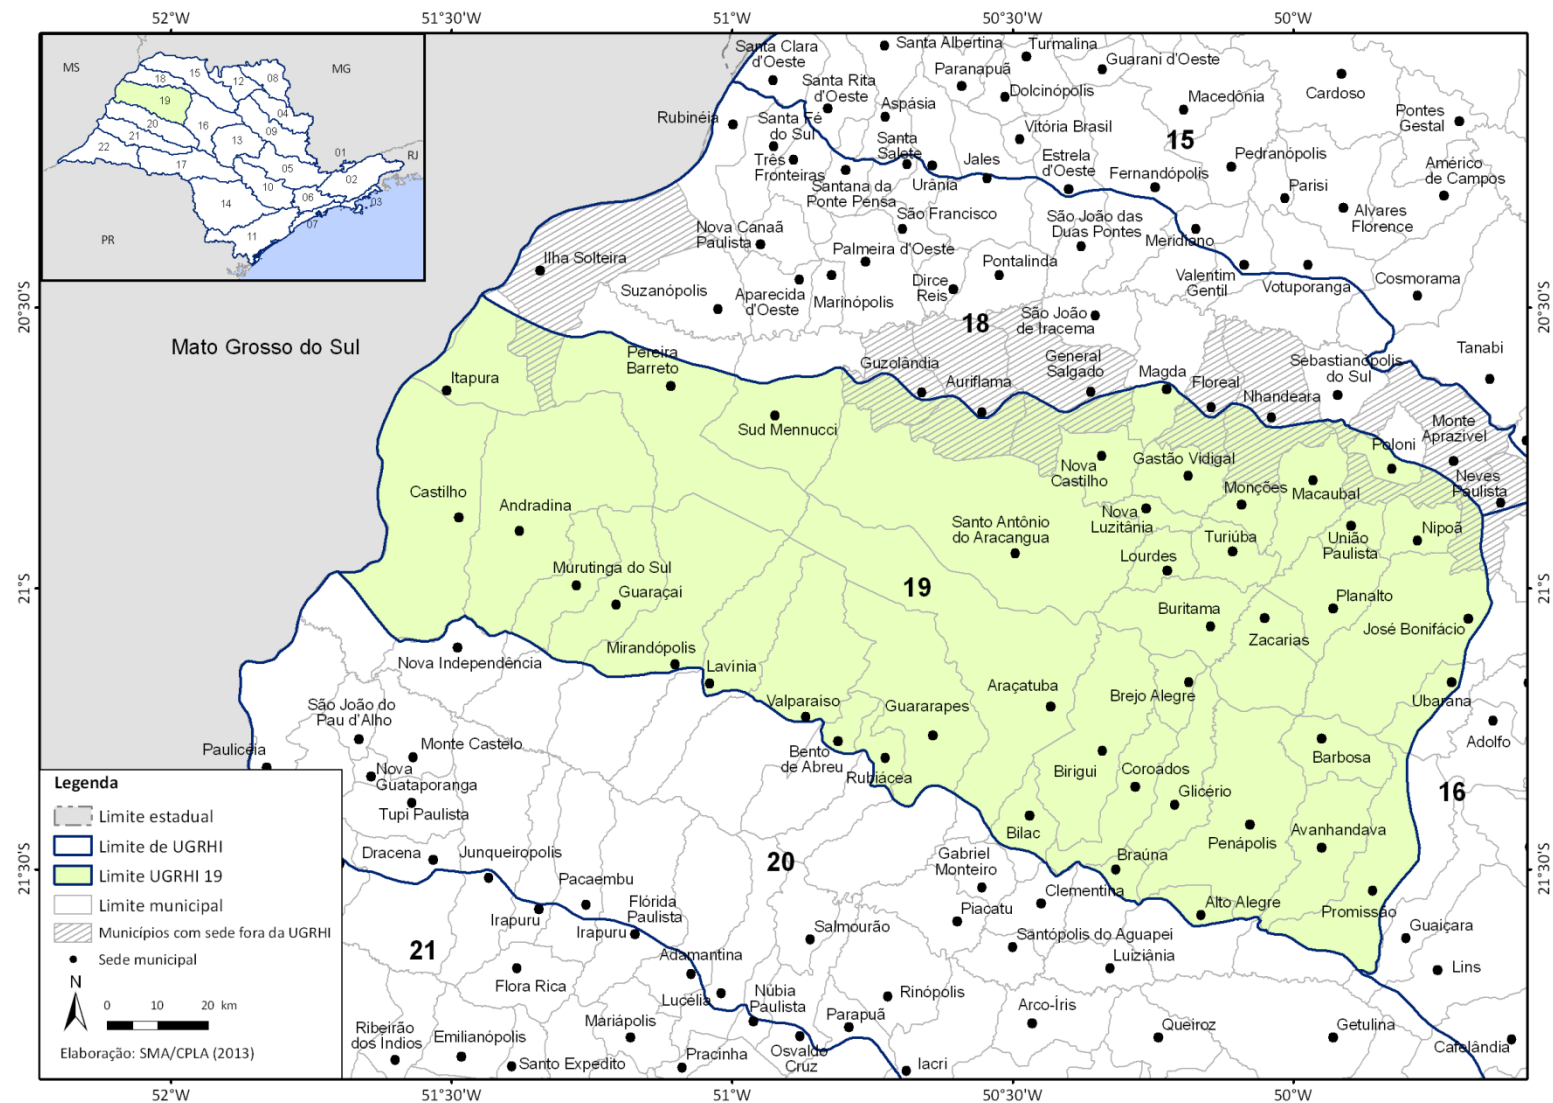 52°W
51°30'W
51°W
50°30'W
50°W
MS
MG
PR
RJ
18
15
12
08
19
04
20
16
09
21
13
22
17
05
01
02
10
06
03
14
07
11
Santa Clara
d'Oeste
Santa Albertina
Turmalina
Guarani d'Oeste
Paranapuã
Santa Rita
d'Oeste
Dolcinópolis
Cardoso
Macedônia
Aspásia
Pontes
Gestal
Rubinéia
Santa Fé
do Sul
Vitória Brasil
15
Santa
Salete
Jales
Estrela
d'Oeste
Pedranópolis
Três
Fronteiras
Américo
de Campos
Fernandópolis
Santana da
Ponte Pensa
Urânia
Parisi
São Francisco
São João das
Duas Pontes
Alvares
Florence
Nova Canaã
Paulista
Meridiano
Palmeira d'Oeste
Ilha Solteira
Pontalinda
Valentim
Gentil
Cosmorama
Suzanópolis
Aparecida
d'Oeste
Marinópolis
Dirce
Reis
Votuporanga
20°30'S
20°30'S
18
São João
de Iracema
Mato Grosso do Sul
Pereira
Barreto
Guzolândia
General
Salgado
Sebastianópolis
do Sul
Tanabi
Itapura
Auriflama
Magda
Floreal
Nhandeara
Sud Mennucci
Monte
Aprazível
Poloni
Nova
Castilho
Gastão Vidigal
Neves
Paulista
Castilho
Andradina
Monções
Macaubal
Santo Antônio
do Aracangua
Nova
Luzitânia
Turiúba
União
Paulista
Nipoã
Lourdes
Murutinga do Sul
Guaraçaí
19
21°S
21°S
Planalto
Buritama
Zacarias
José Bonifácio
Nova Independência
Mirandópolis
Lavínia
Araçatuba
Brejo Alegre
Ubarana
São João do
Pau d'Alho
Valparaiso
Guararapes
Adolfo
Paulicéia
Monte Castelo
Bento
de Abreu
Barbosa
Nova
Guataporanga
Rubiácea
Birigui
Coroados
16
Glicério
Tupi Paulista
Bilac
Penápolis
Avanhandava
Dracena
Junqueiropolis
20
Gabriel
Monteiro
Braúna
21°30'S
21°30'S
Pacaembu
Clementina
Flórida
Paulista
Piacatu
Alto Alegre
Promissão
Irapuru
Irapuru
Salmourão
Guaiçara
21
Santópolis do Aguapei
Adamantina
Luiziânia
Lins
Flora Rica
Lucélia
Núbia
Paulista
Rinópolis
Arco-Íris
Mariápolis
Parapuã
Queiroz
Getulina
Ribeirão
dos Índios
Emilianópolis
Cafelândia
Santo Expedito
Pracinha
Osvaldo
Cruz
Iacri
Legenda
Limite estadual
Limite de UGRHI
Limite UGRHI 19
Limite municipal
Municípios com sede fora da UGRHI
Sede municipal
N
0 10 20 km
Elaboração: SMA/CPLA (2013)
52°W
51°30'W
51°W
50°30'W
50°W